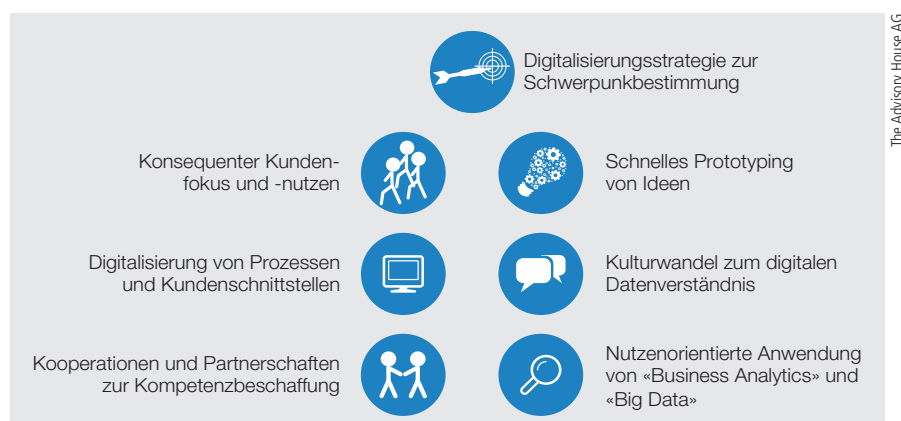 Digitalisierungsstrategie zur
Schwerpunkbestimmung
Konsequenter Kunden-
fokus und -nutzen
Schnelles Prototyping
von Ideen
Digitalisierung von Prozessen
und Kundenschnittstellen
Kulturwandel zum digitalen
Datenverständnis
Kooperationen und Partnerschaften
zur Kompetenzbeschaffung
Nutzenorientierte Anwendung
von «Business Analytics» und
«Big Data»
The Advisory House AG